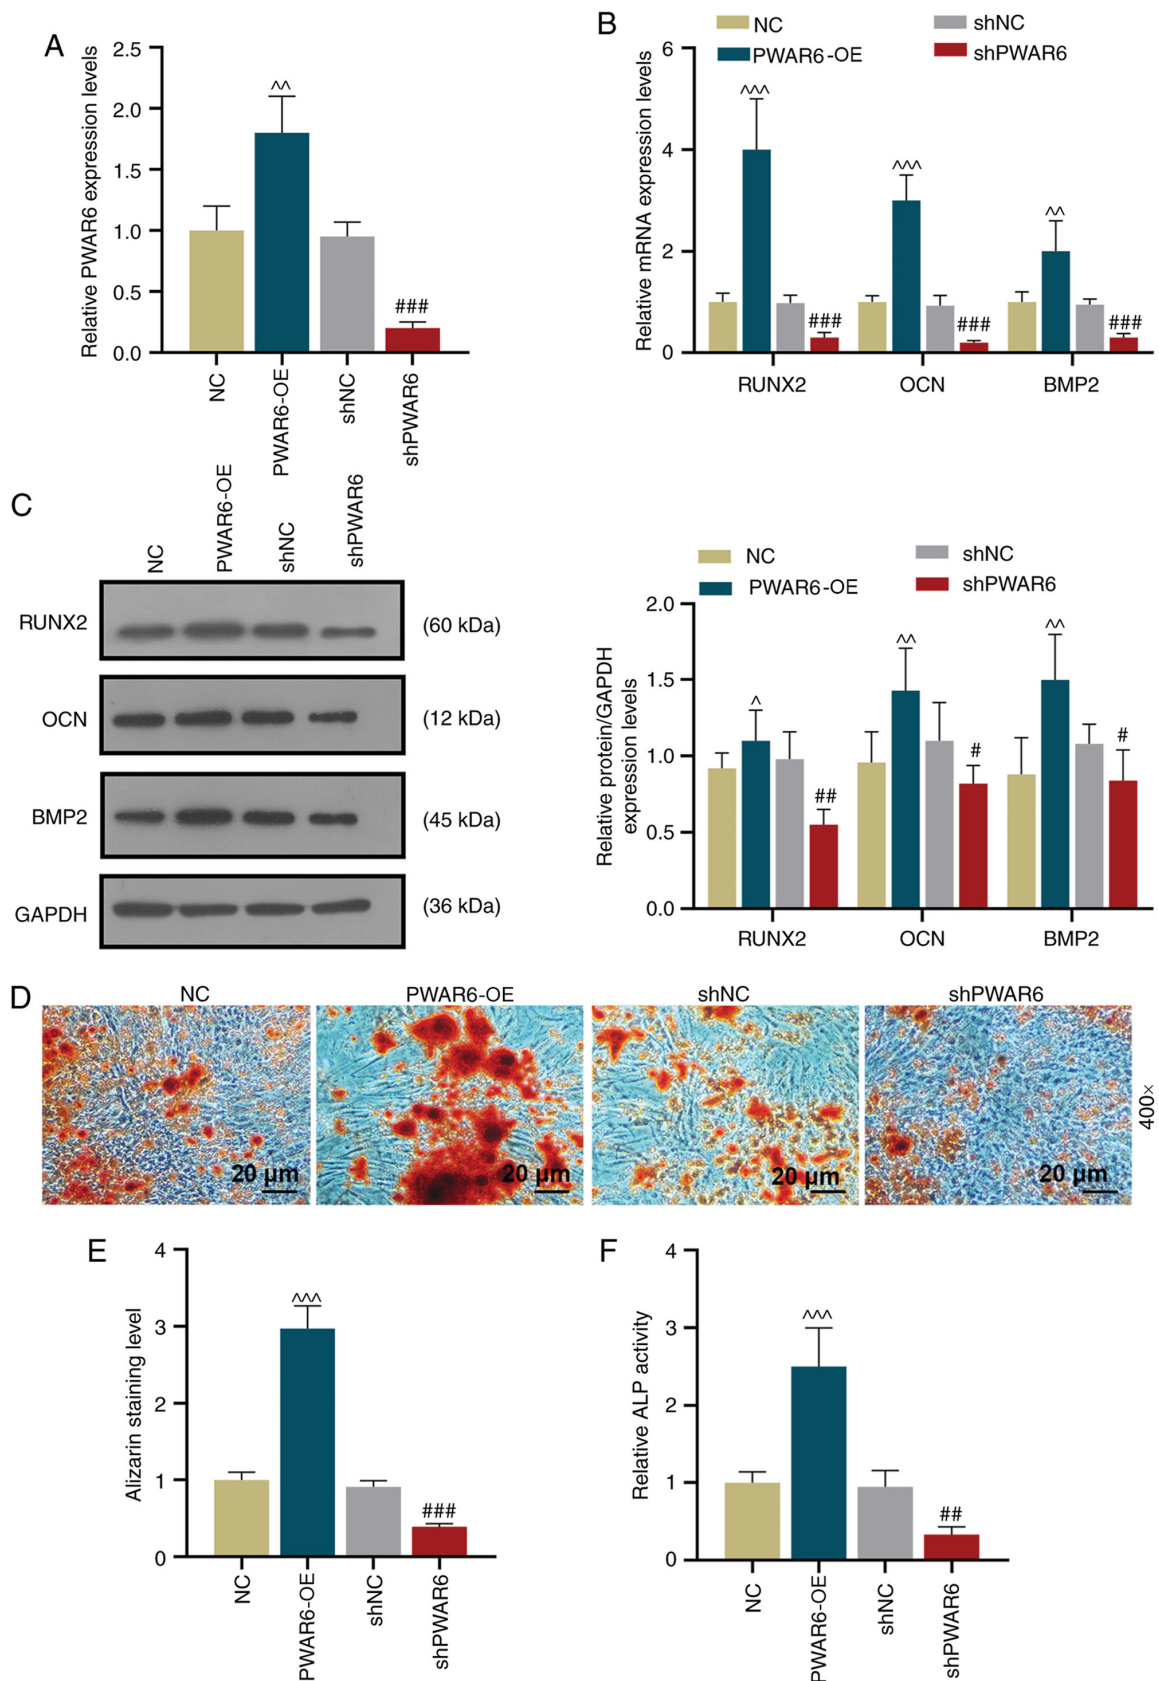 A
Relative PWAR6 expression levels
2.5
2.0
1.5
1.0
0.5
0.0
^^
###
NC
PWAR6-OE
shNC
shPWAR6
B
NC
PWAR6-OE
shNC
shPWAR6
Relative mRNA expression levels
6
4
2
0
^^^
###
^^^
###
^^
###
RUNX2
OCN
BMP2
C
NC
PWAR6-OE
shNC
shPWAR6
RUNX2
(60 kDa)
OCN
(12 kDa)
BMP2
(45 kDa)
GAPDH
(36 kDa)
NC
PWAR6-OE
shNC
shPWAR6
Relative protein/GAPDH
expression levels
2.0
1.5
1.0
0.5
0.0
^
##
^^
#
^^
#
RUNX2
OCN
BMP2
D
NC
PWAR6-OE
shNC
shPWAR6
20 µm
20 µm
20 µm
20 µm
400×
E
Alizarin staining level
4
3
2
1
0
^^^
###
NC
PWAR6-OE
shNC
shPWAR6
F
Relative ALP activity
4
3
2
1
0
^^^
##
NC
PWAR6-OE
shNC
shPWAR6